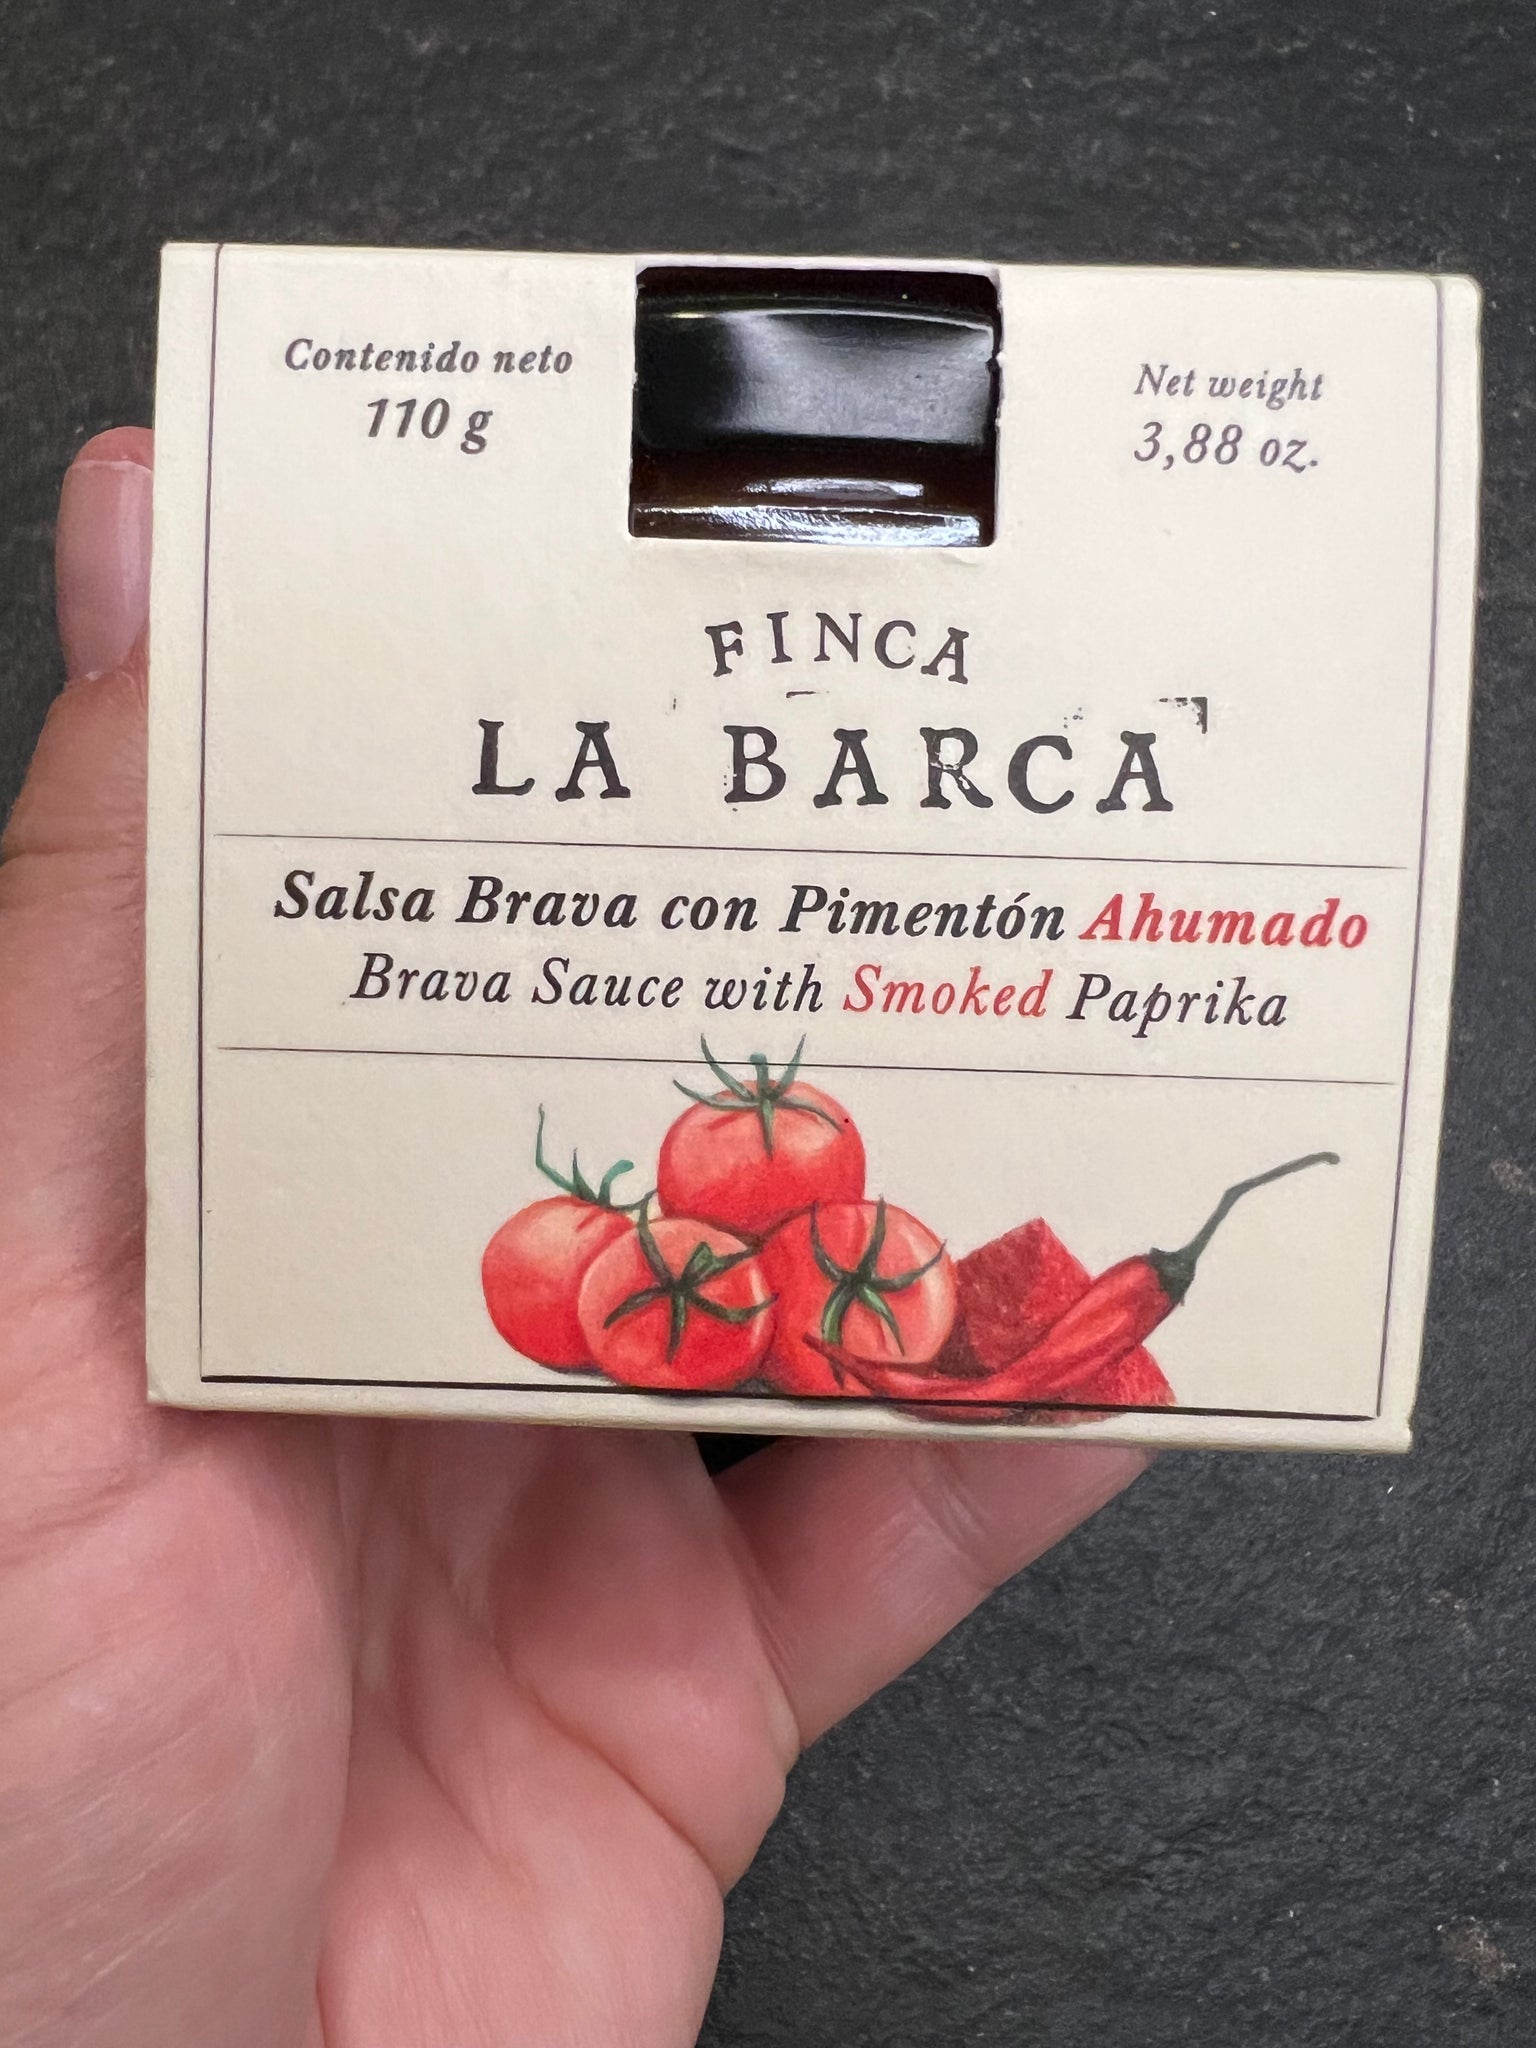 Contenido neto
110 g
Net weight
3,88 oz.
FINCA
LA BARCA
Salsa Brava con Pimentón Ahumado
Brava Sauce with Smoked Paprika